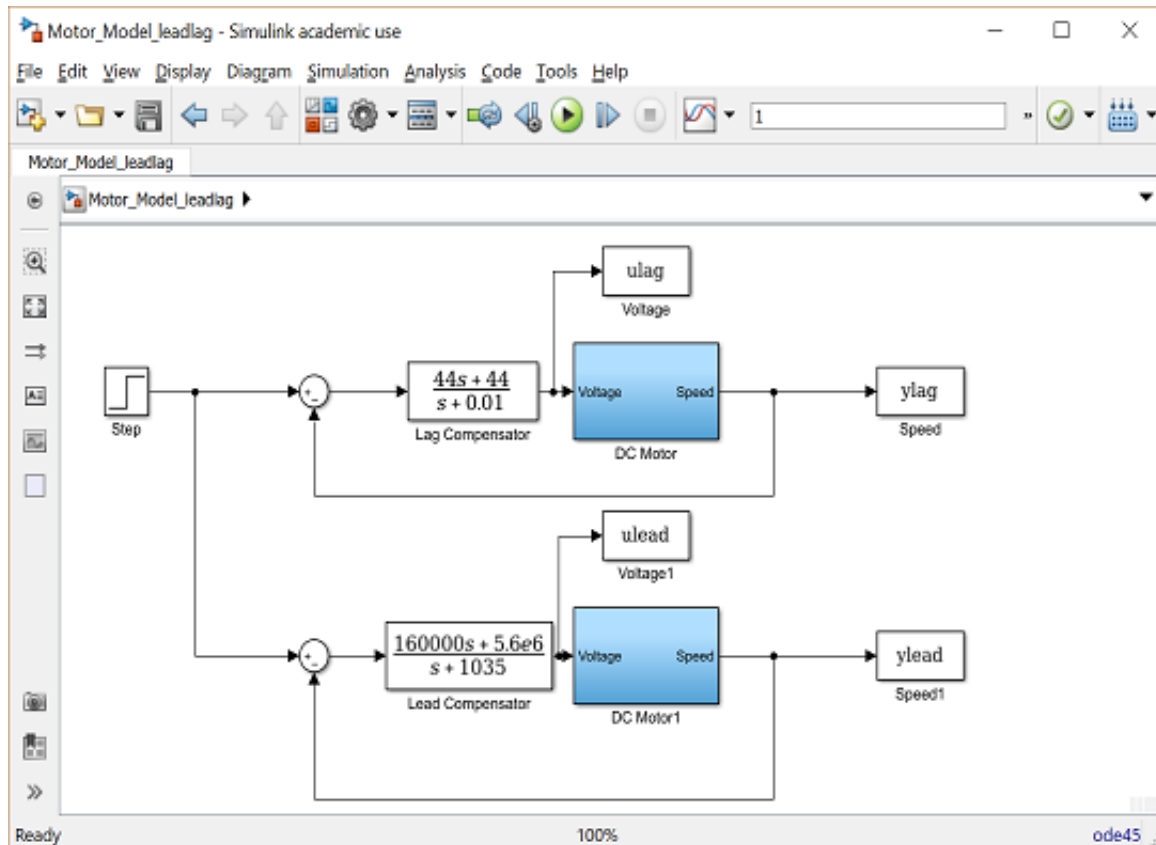 Motor_Model_leadlag - Simulink academic use
File Edit View Display Diagram Simulation Analysis Code Tools Help
1
»
Motor_Model_leadlag
Motor_Model_leadlag
ulag
Voltage
Step
+
-
44s + 44
s + 0.01
Lag Compensator
Voltage
Speed
DC Motor
ylag
Speed
ulead
Voltage1
+
-
160000s + 5.6e6
s + 1035
Lead Compensator
Voltage
Speed
DC Motor1
ylead
Speed1
»
Ready 100% ode45